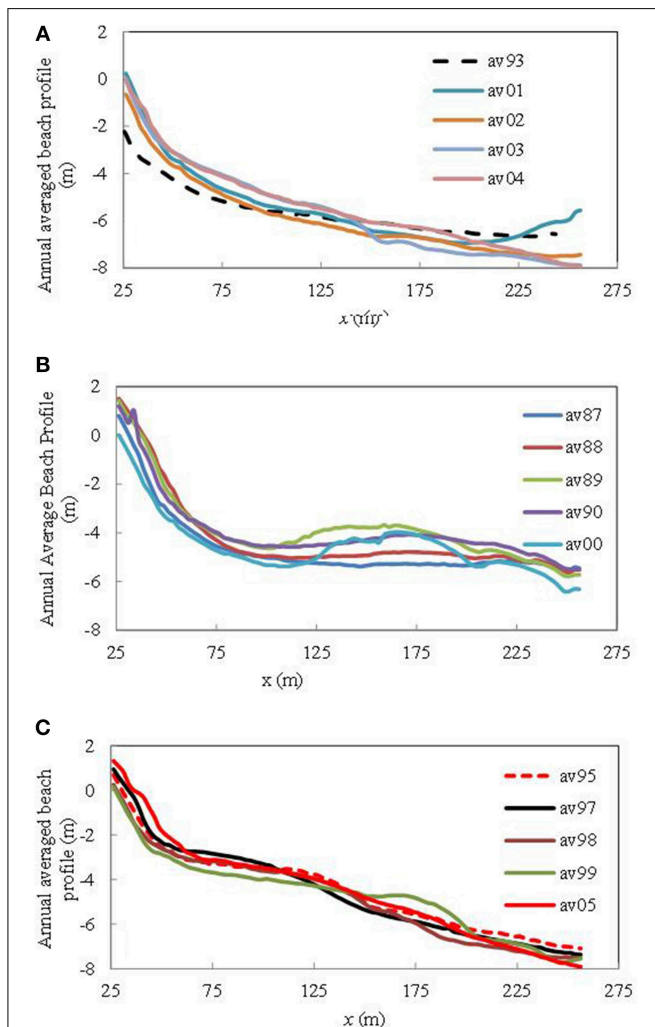 A
Annual averaged beach profile
(m)
2
0
-2
-4
-6
-8
25
75
125
175
225
275
av93
av01
av02
av03
av04
B
Annual Average Beach Profile
(m)
2
0
-2
-4
-6
-8
25
75
125
175
225
275
x (m)
av87
av88
av89
av90
av00
C
Annual averaged beach
profile (m)
2
0
-2
-4
-6
-8
25
75
125
175
225
275
x (m)
av95
av97
av98
av99
av05